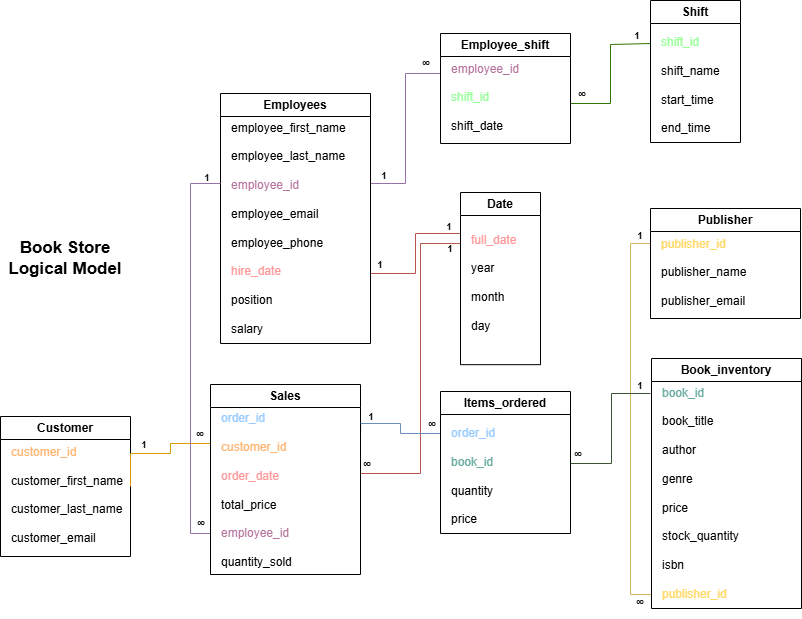 Book Store
Logical Model
Employees
employee_first_name
employee_last_name
employee_id
employee_email
employee_phone
hire_date
position
salary
Employee_shift
employee_id
shift_id
shift_date
Shift
shift_id
shift_name
start_time
end_time
Date
full_date
year
month
day
Publisher
publisher_id
publisher_name
publisher_email
Customer
customer_id
customer_first_name
customer_last_name
customer_email
Sales
order_id
customer_id
order_date
total_price
employee_id
quantity_sold
Items_ordered
order_id
book_id
quantity
price
Book_inventory
book_id
book_title
author
genre
price
stock_quantity
isbn
publisher_id
1
∞
1
∞
1
∞
1
1
1
∞
1
∞
1
∞
1
∞
1
∞